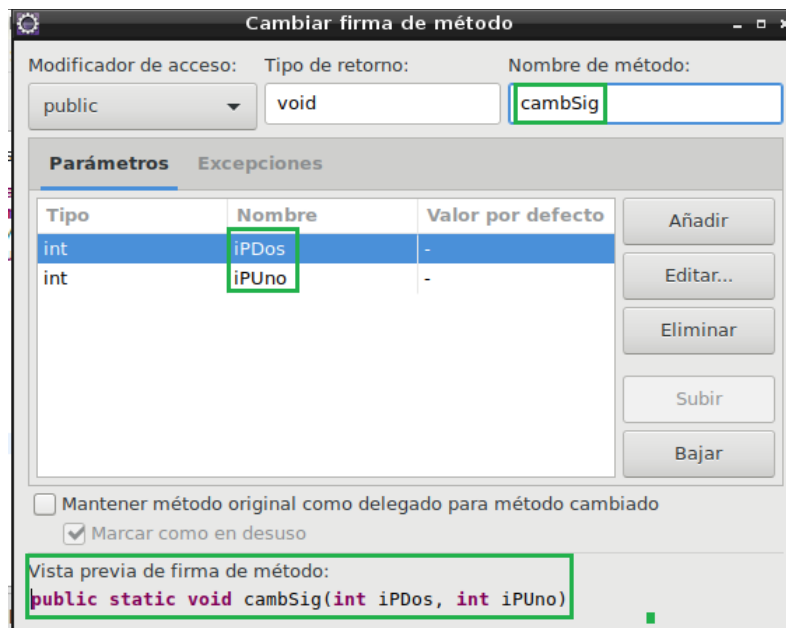 Cambiar firma de método
Modificador de acceso: Tipo de retorno: Nombre de método:
public void cambSig
Parámetros Excepciones
Tipo Nombre Valor por defecto
int iPDos -
int iPUno -
Añadir
Editar...
Eliminar
Subir
Bajar
Mantener método original como delegado para método cambiado
Marcar como en desuso
Vista previa de firma de método:
public static void cambSig(int iPDos, int iPUno)